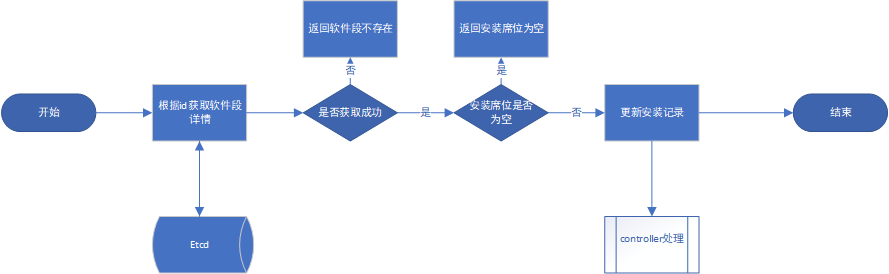 返回软件段不存在
返回安装席位为空
否
是
开始
根据id获取软件段
详情
是否获取成功
是
安装席位是否
为空
否
更新安装记录
结束
Etcd
controller处理